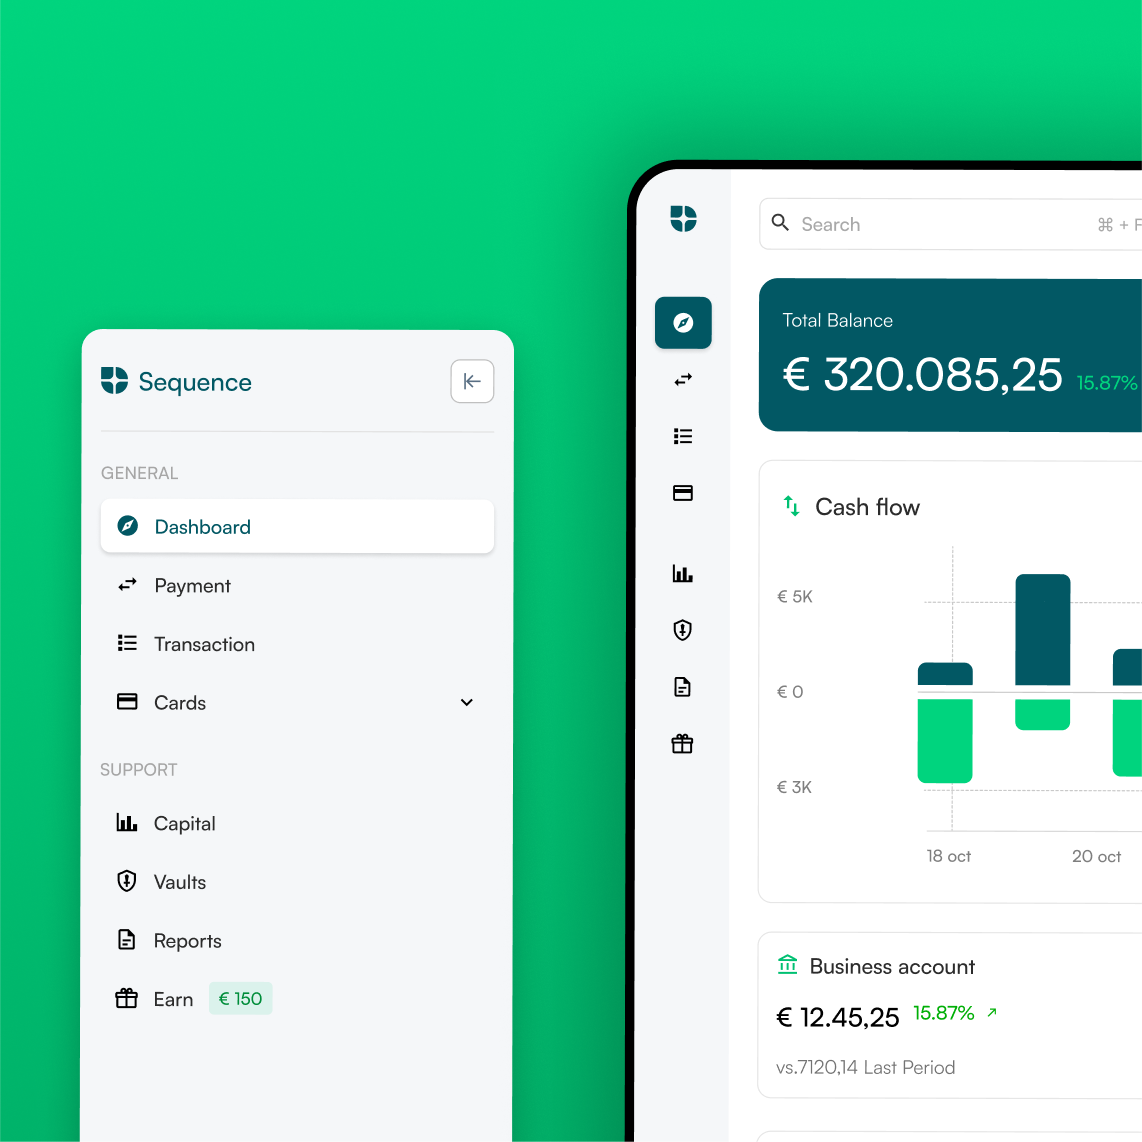 Sequence
GENERAL
Dashboard
Payment
Transaction
Cards
SUPPORT
Capital
Vaults
Reports
Earn € 150
Search ⌘ + F
Total Balance
€ 320.085,25 15.87%
Cash flow
€ 5K
€ 0
€ 3K
18 oct 20 oct
Business account
€ 12.45,25 15.87%
vs.7120,14 Last Period